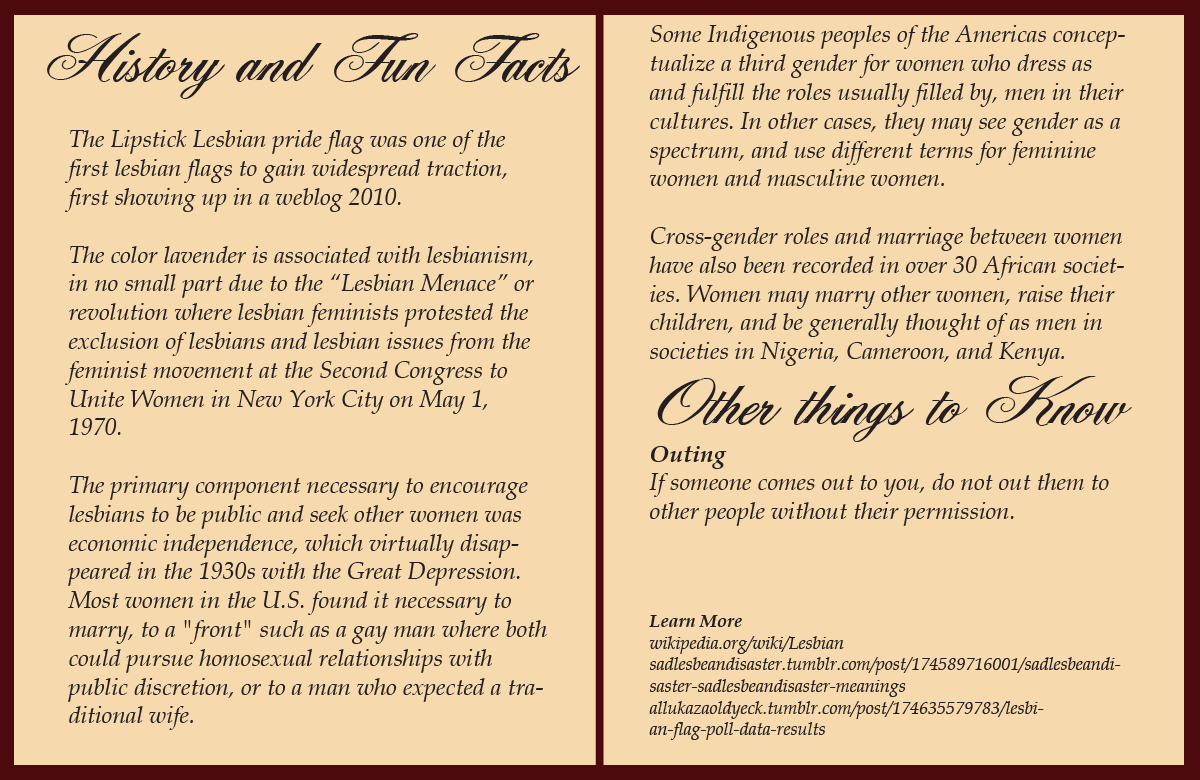 History and Fun Facts
The Lipstick Lesbian pride flag was one of the
first lesbian flags to gain widespread traction,
first showing up in a weblog 2010.
The color lavender is associated with lesbianism,
in no small part due to the “Lesbian Menace” or
revolution where lesbian feminists protested the
exclusion of lesbians and lesbian issues from the
feminist movement at the Second Congress to
Unite Women in New York City on May 1,
1970.
The primary component necessary to encourage
lesbians to be public and seek other women was
economic independence, which virtually disap-
peared in the 1930s with the Great Depression.
Most women in the U.S. found it necessary to
marry, to a "front" such as a gay man where both
could pursue homosexual relationships with
public discretion, or to a man who expected a tra-
ditional wife.
Some Indigenous peoples of the Americas concep-
tualize a third gender for women who dress as
and fulfill the roles usually filled by, men in their
cultures. In other cases, they may see gender as a
spectrum, and use different terms for feminine
women and masculine women.
Cross-gender roles and marriage between women
have also been recorded in over 30 African societ-
ies. Women may marry other women, raise their
children, and be generally thought of as men in
societies in Nigeria, Cameroon, and Kenya.
Other things to Know
Outing
If someone comes out to you, do not out them to
other people without their permission.
Learn More
wikipedia.org/wiki/Lesbian
sadlesbeandisaster.tumblr.com/post/174589716001/sadlesbeandi-
saster-sadlesbeandisaster-meanings
allukazaoldyeck.tumblr.com/post/174635579783/lesbi-
an-flag-poll-data-results